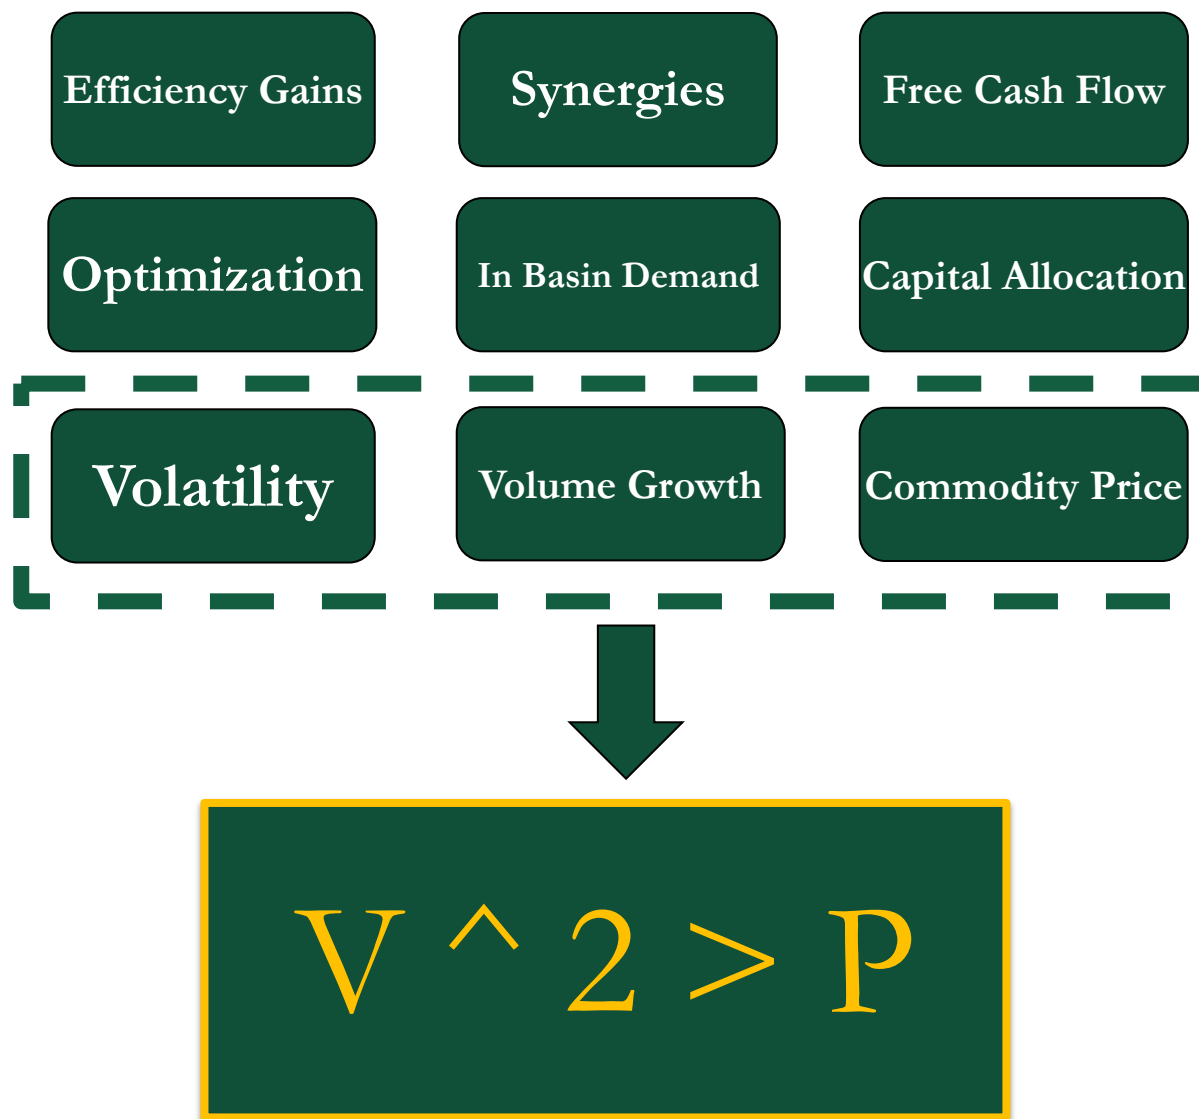 Efficiency Gains
Synergies
Free Cash Flow
Optimization
In Basin Demand
Capital Allocation
Volatility
Volume Growth
Commodity Price
V ^ 2 > P